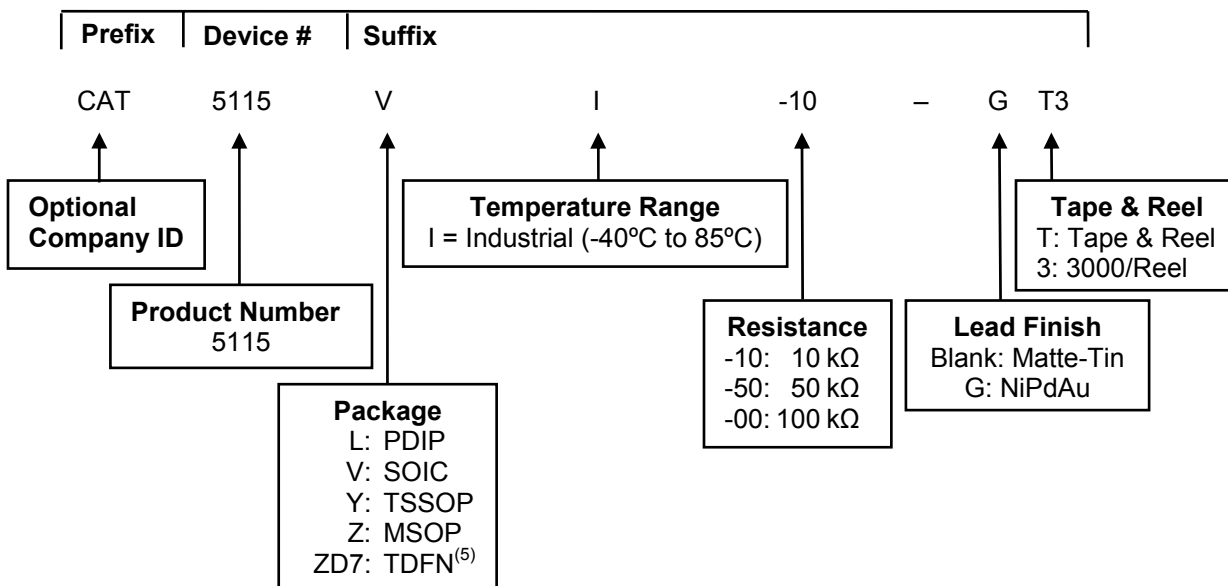 Prefix Device # Suffix
CAT 5115 V I -10 – G T3
Optional
Company ID
Product Number
5115
Package
L: PDIP
V: SOIC
Y: TSSOP
Z: MSOP
ZD7: TDFN(5)
Temperature Range
I = Industrial (-40ºC to 85ºC)
Resistance
-10: 10 kΩ
-50: 50 kΩ
-00: 100 kΩ
Lead Finish
Blank: Matte-Tin
G: NiPdAu
Tape & Reel
T: Tape & Reel
3: 3000/Reel